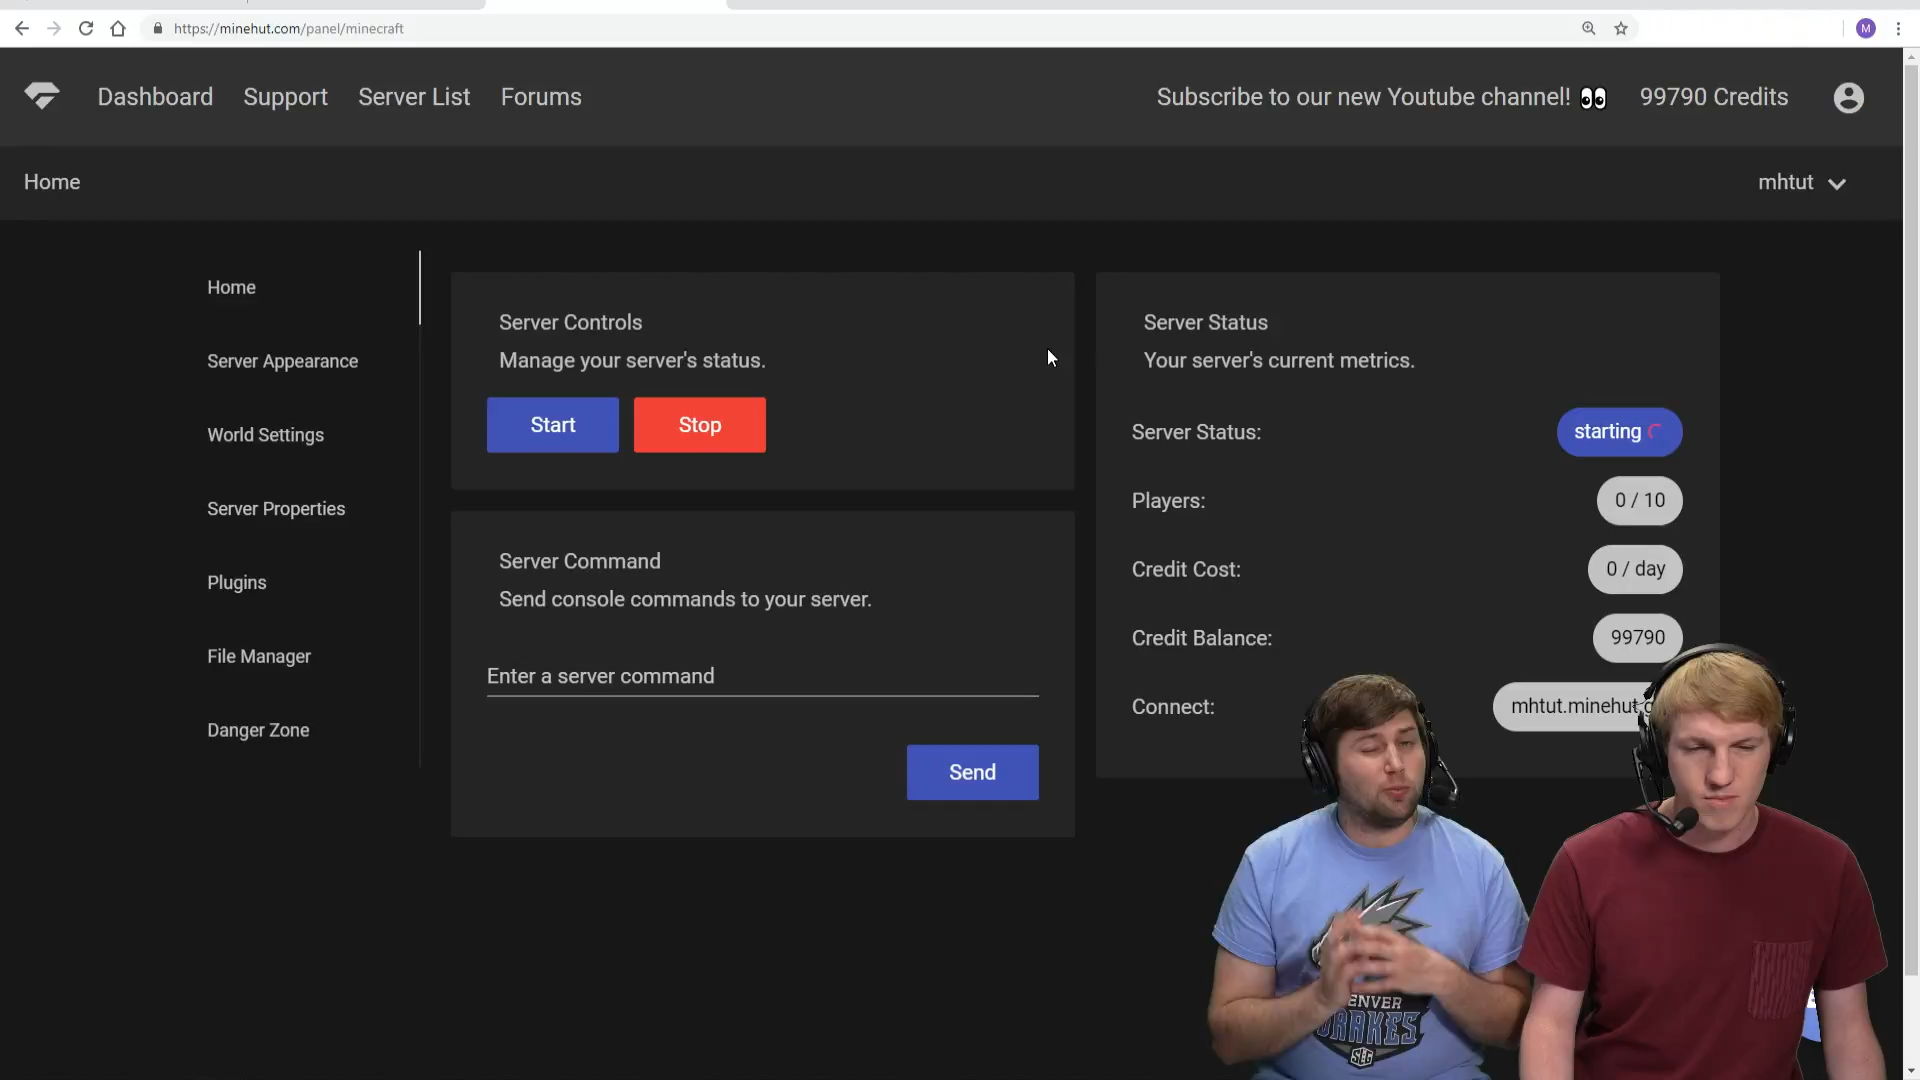 https://minehut.com/panel/minecraft
M
Dashboard
Support
Server List
Forums
Subscribe to our new Youtube channel! 👀
99790 Credits
Home
mhtut
Home
Server Appearance
World Settings
Server Properties
Plugins
File Manager
Danger Zone
Server Controls
Manage your server's status.
Start
Stop
Server Command
Send console commands to your server.
Enter a server command
Send
Server Status
Your server's current metrics.
Server Status:
starting
Players:
0 / 10
Credit Cost:
0 / day
Credit Balance:
99790
Connect:
mhtut.minehut.g
DRAKES
SLG